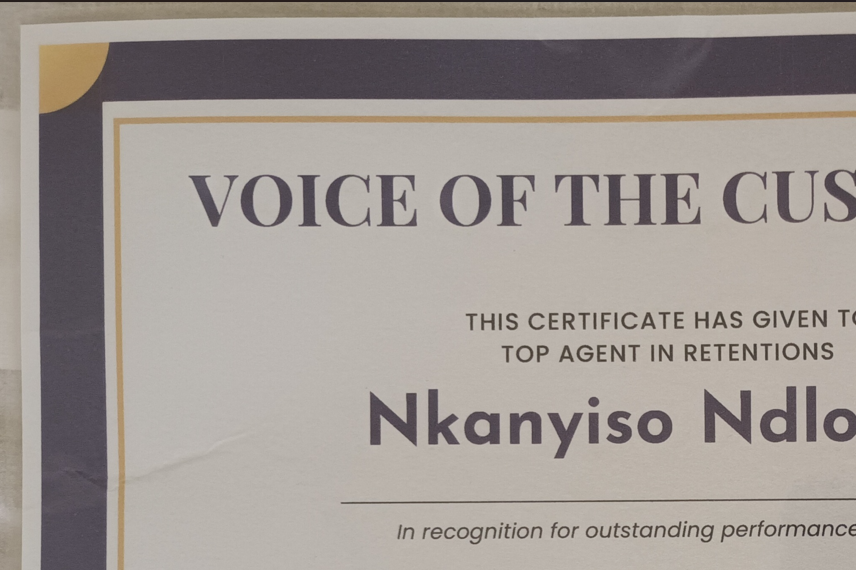 VOICE OF THE CUS
THIS CERTIFICATE HAS GIVEN TO
TOP AGENT IN RETENTIONS
Nkanyiso Ndlo
In recognition for outstanding performance